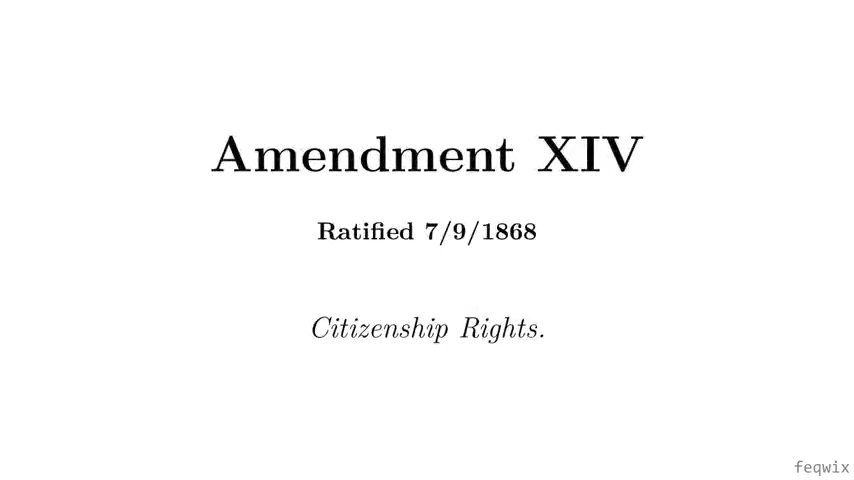 Amendment XIV
Ratified 7/9/1868
Citizenship Rights.
feqwix